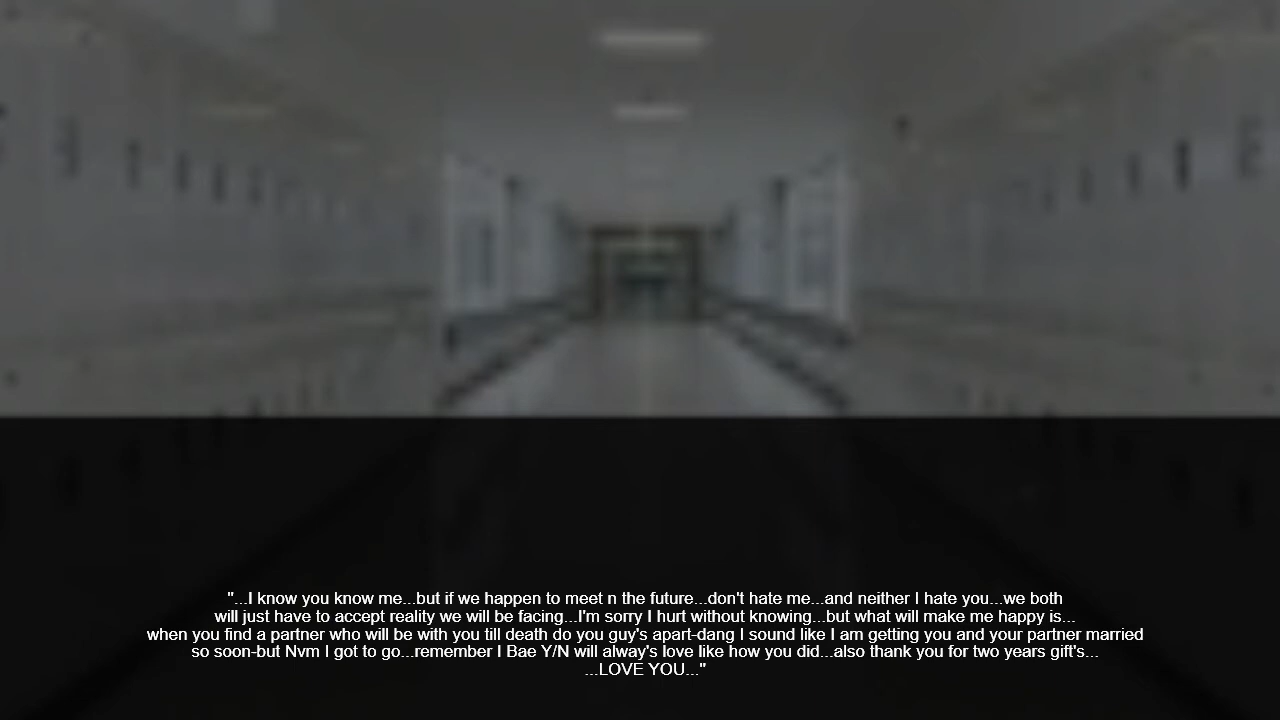 "...I know you know me...but if we happen to meet n the future...don't hate me...and neither I hate you...we both
will just have to accept reality we will be facing...I'm sorry I hurt without knowing...but what will make me happy is...
when you find a partner who will be with you till death do you guy's apart-dang I sound like I am getting you and your partner married
so soon-but Nvm I got to go...remember I Bae Y/N will alway's love like how you did...also thank you for two years gift's...
...LOVE YOU..."